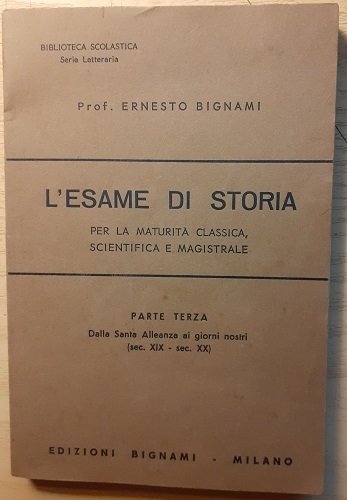 BIBLIOTECA SCOLASTICA
Serie Letteraria
Prof. ERNESTO BIGNAMI
L'ESAME DI STORIA
PER LA MATURITÀ CLASSICA,
SCIENTIFICA E MAGISTRALE
PARTE TERZA
Dalla Santa Alleanza ai giorni nostri
(sec. XIX - sec. XX)
EDIZIONI BIGNAMI - MILANO